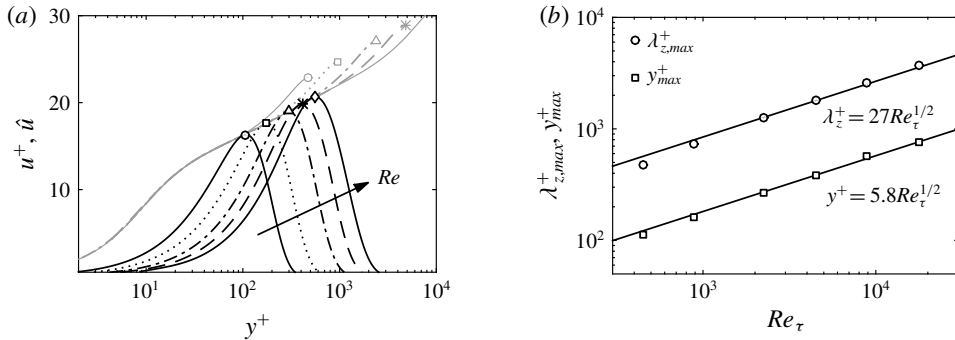 (a)
30
20
10
u⁺, û
Re
10¹ 10² 10³ 10⁴
y⁺
(b)
10⁴
10³
10²
λ⁺z,max, y⁺max
λ⁺z,max
y⁺max
λ⁺z = 27Reτ^1/2
y⁺ = 5.8Reτ^1/2
10³ 10⁴
Reτ